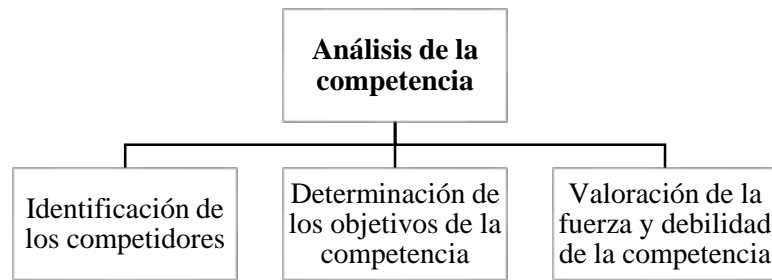 Análisis de la
competencia
Identificación de
los competidores
Determinación de
los objetivos de la
competencia
Valoración de la
fuerza y debilidad
de la competencia